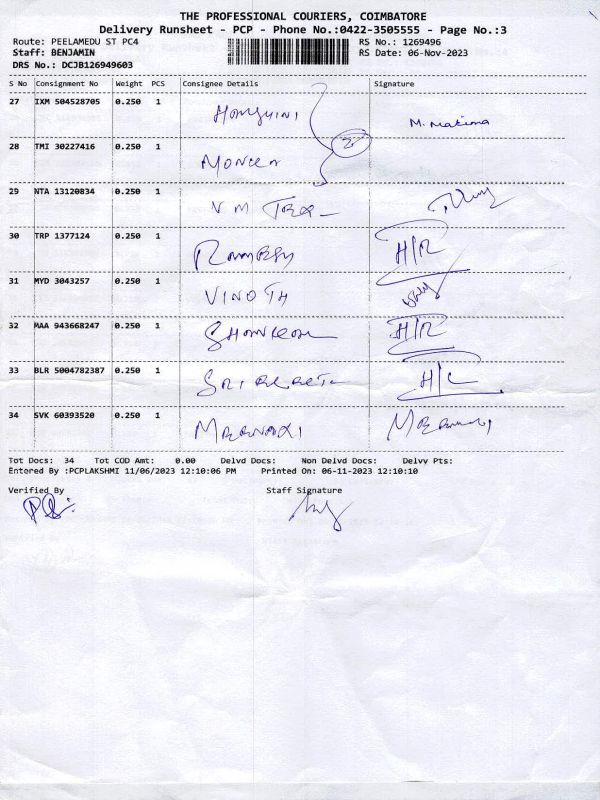 THE PROFESSIONAL COURIERS, COIMBATORE
Delivery Runsheet - PCP - Phone No.:0422-3505555 - Page No.:3
Route: PEELAMEDU ST PC4 RS No.: 1269496
Staff: BENJAMIN RS Date: 06-Nov-2023
DRS No.: DCJB126949603
S No Consignment No Weight PCS Consignee Details Signature
27 IXM 504528705 0.250 1
28 TMI 30227416 0.250 1
29 NTA 13120834 0.250 1 V M
30 TRP 1377124 0.250 1 H/R
31 MYD 3043257 0.250 1 VINOTH
32 MAA 943668247 0.250 1 H/R
33 BLR 5004782387 0.250 1
34 SVK 60393520 0.250 1
Tot Docs: 34 Tot COD Amt: 0.00 Delvd Docs: Non Delvd Docs: Delvy Pts:
Entered By :PCPLAKSHMI 11/06/2023 12:10:06 PM Printed On: 06-11-2023 12:10:10
Verified By Staff Signature